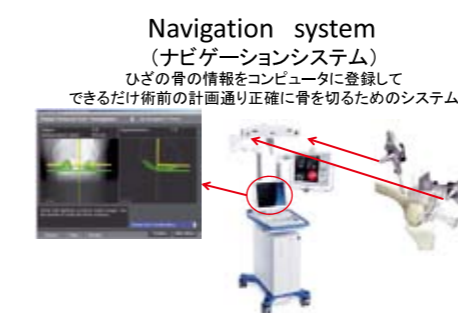 Navigation system
(ナビゲーションシステム)
ひざの骨の情報をコンピュータに登録して
できるだけ術前の計画通り正確に骨を切るためのシステム